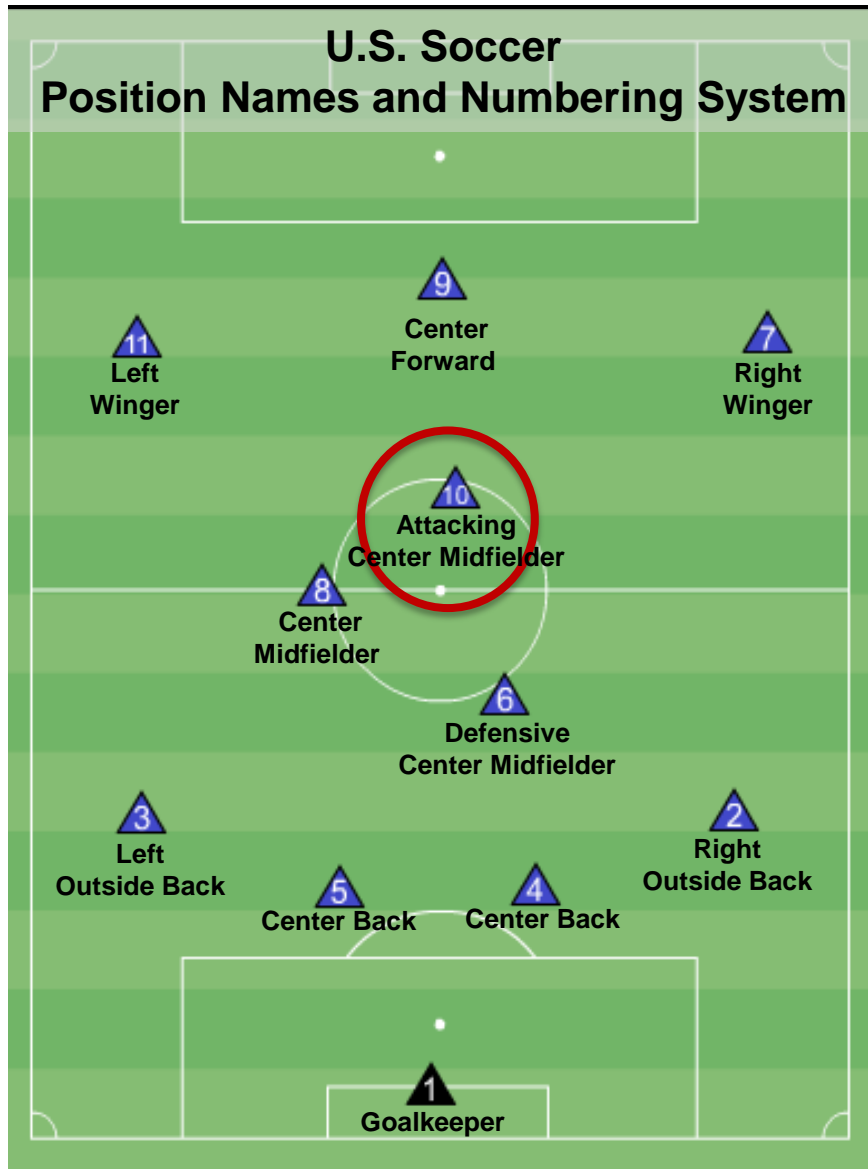 U.S. Soccer
Position Names and Numbering System
9
Center
Forward
11
Left
Winger
7
Right
Winger
10
Attacking
Center Midfielder
8
Center
Midfielder
6
Defensive
Center Midfielder
3
Left
Outside Back
2
Right
Outside Back
5
Center Back
4
Center Back
1
Goalkeeper